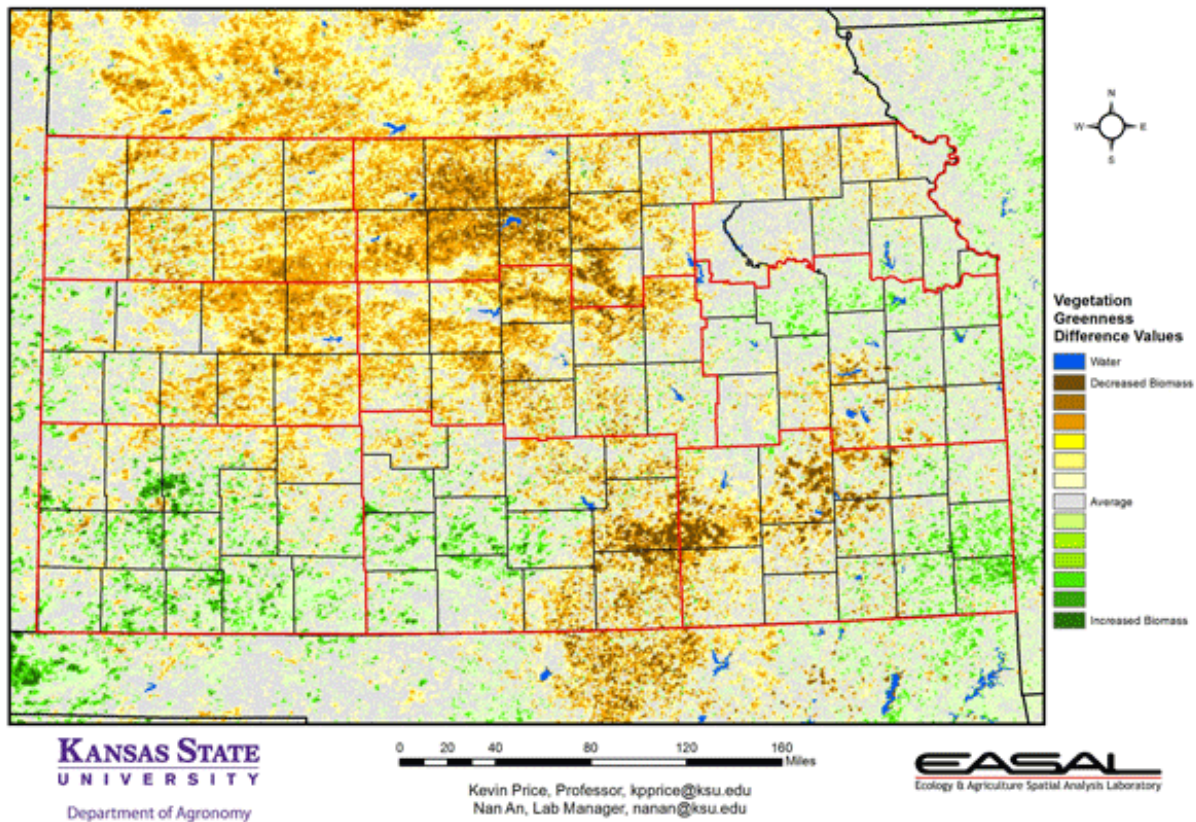 N
W
E
S
Vegetation
Greenness
Difference Values
Water
Decreased Biomass
Average
Increased Biomass
KANSAS STATE
UNIVERSITY
Department of Agronomy
0 20 40 80 120 160
Miles
Kevin Price, Professor, kpprice@ksu.edu
Nan An, Lab Manager, nanan@ksu.edu
EASAL
Ecology & Agriculture Spatial Analysis Laboratory